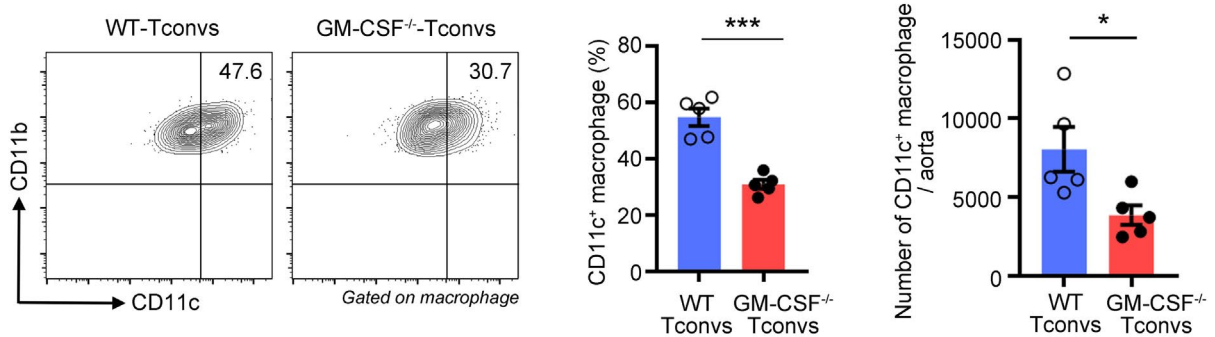 WT-Tconvs
GM-CSF-/--Tconvs
47.6
30.7
CD11b
CD11c
Gated on macrophage
***
CD11c+ macrophage (%)
80
60
40
20
0
WT
Tconvs
GM-CSF-/-
Tconvs
*
Number of CD11c+ macrophage
/ aorta
15000
10000
5000
0
WT
Tconvs
GM-CSF-/-
Tconvs